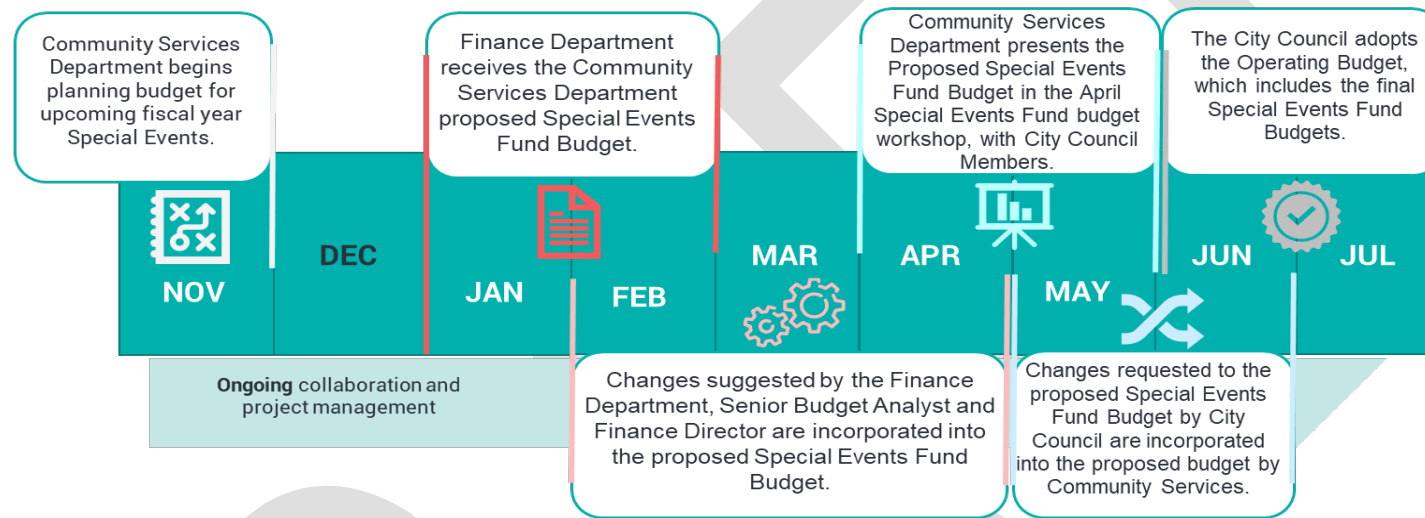 Community Services
Department begins
planning budget for
upcoming fiscal year
Special Events.
Finance Department
receives the Community
Services Department
proposed Special Events
Fund Budget.
Community Services
Department presents the
Proposed Special Events
Fund Budget in the April
Special Events Fund budget
workshop, with City Council
Members.
The City Council adopts
the Operating Budget,
which includes the final
Special Events Fund
Budgets.
NOV
DEC
JAN
FEB
MAR
APR
MAY
JUN
JUL
Ongoing collaboration and
project management
Changes suggested by the Finance
Department, Senior Budget Analyst and
Finance Director are incorporated into
the proposed Special Events Fund
Budget.
Changes requested to the
proposed Special Events
Fund Budget by City
Council are incorporated
into the proposed budget by
Community Services.